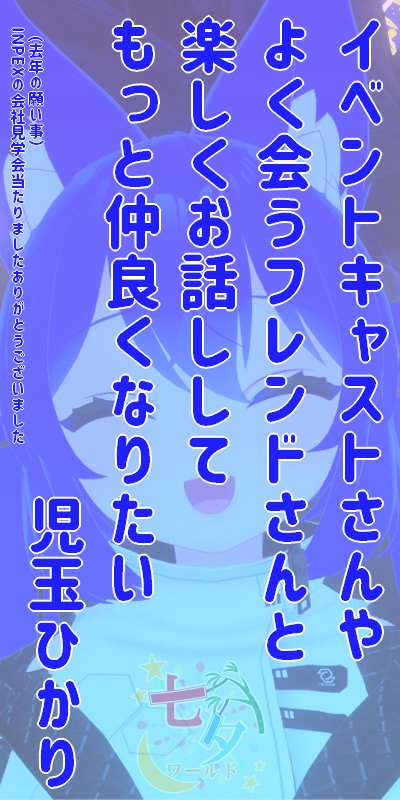 イベントキャストさんや
よく会うフレンドさんと
楽しくお話しして
もっと仲良くなりたい
児玉ひかり
(去年の願い事)
INPEXの会社見学会当たりましたありがとうございました
七夕
ワールド